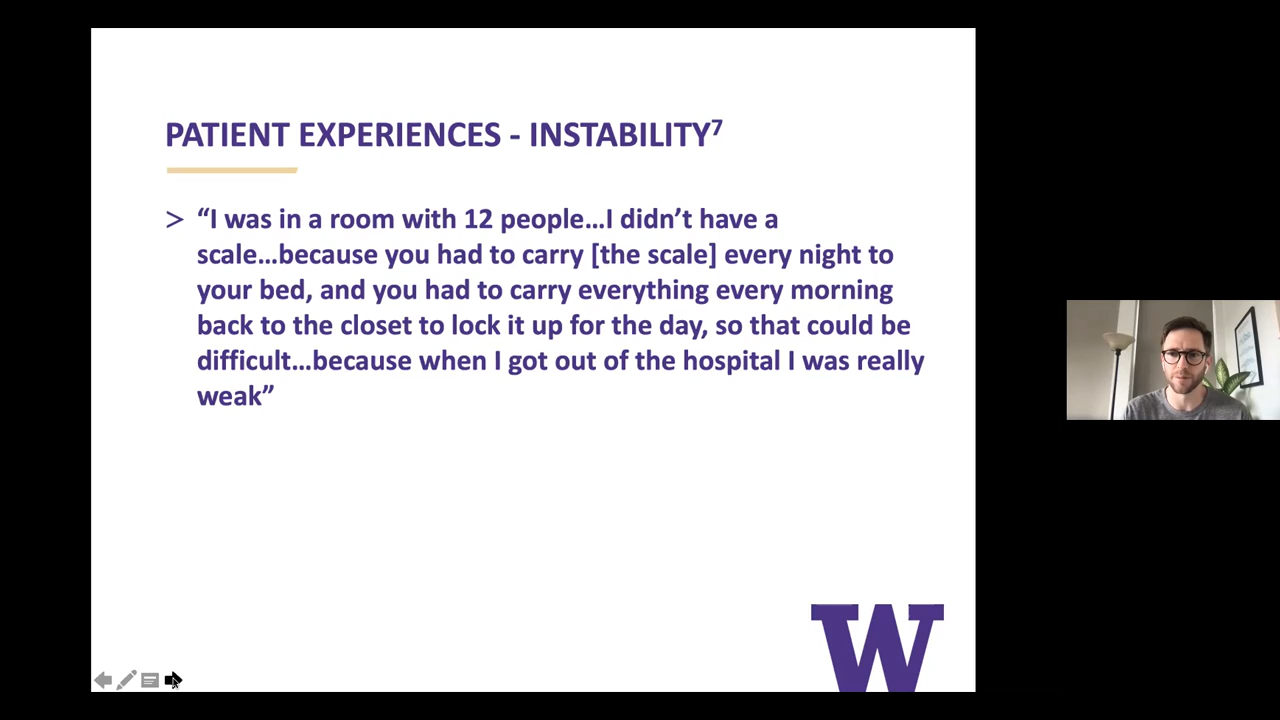 PATIENT EXPERIENCES - INSTABILITY7
> “I was in a room with 12 people…I didn’t have a
scale…because you had to carry [the scale] every night to
your bed, and you had to carry everything every morning
back to the closet to lock it up for the day, so that could be
difficult…because when I got out of the hospital I was really
weak”
W